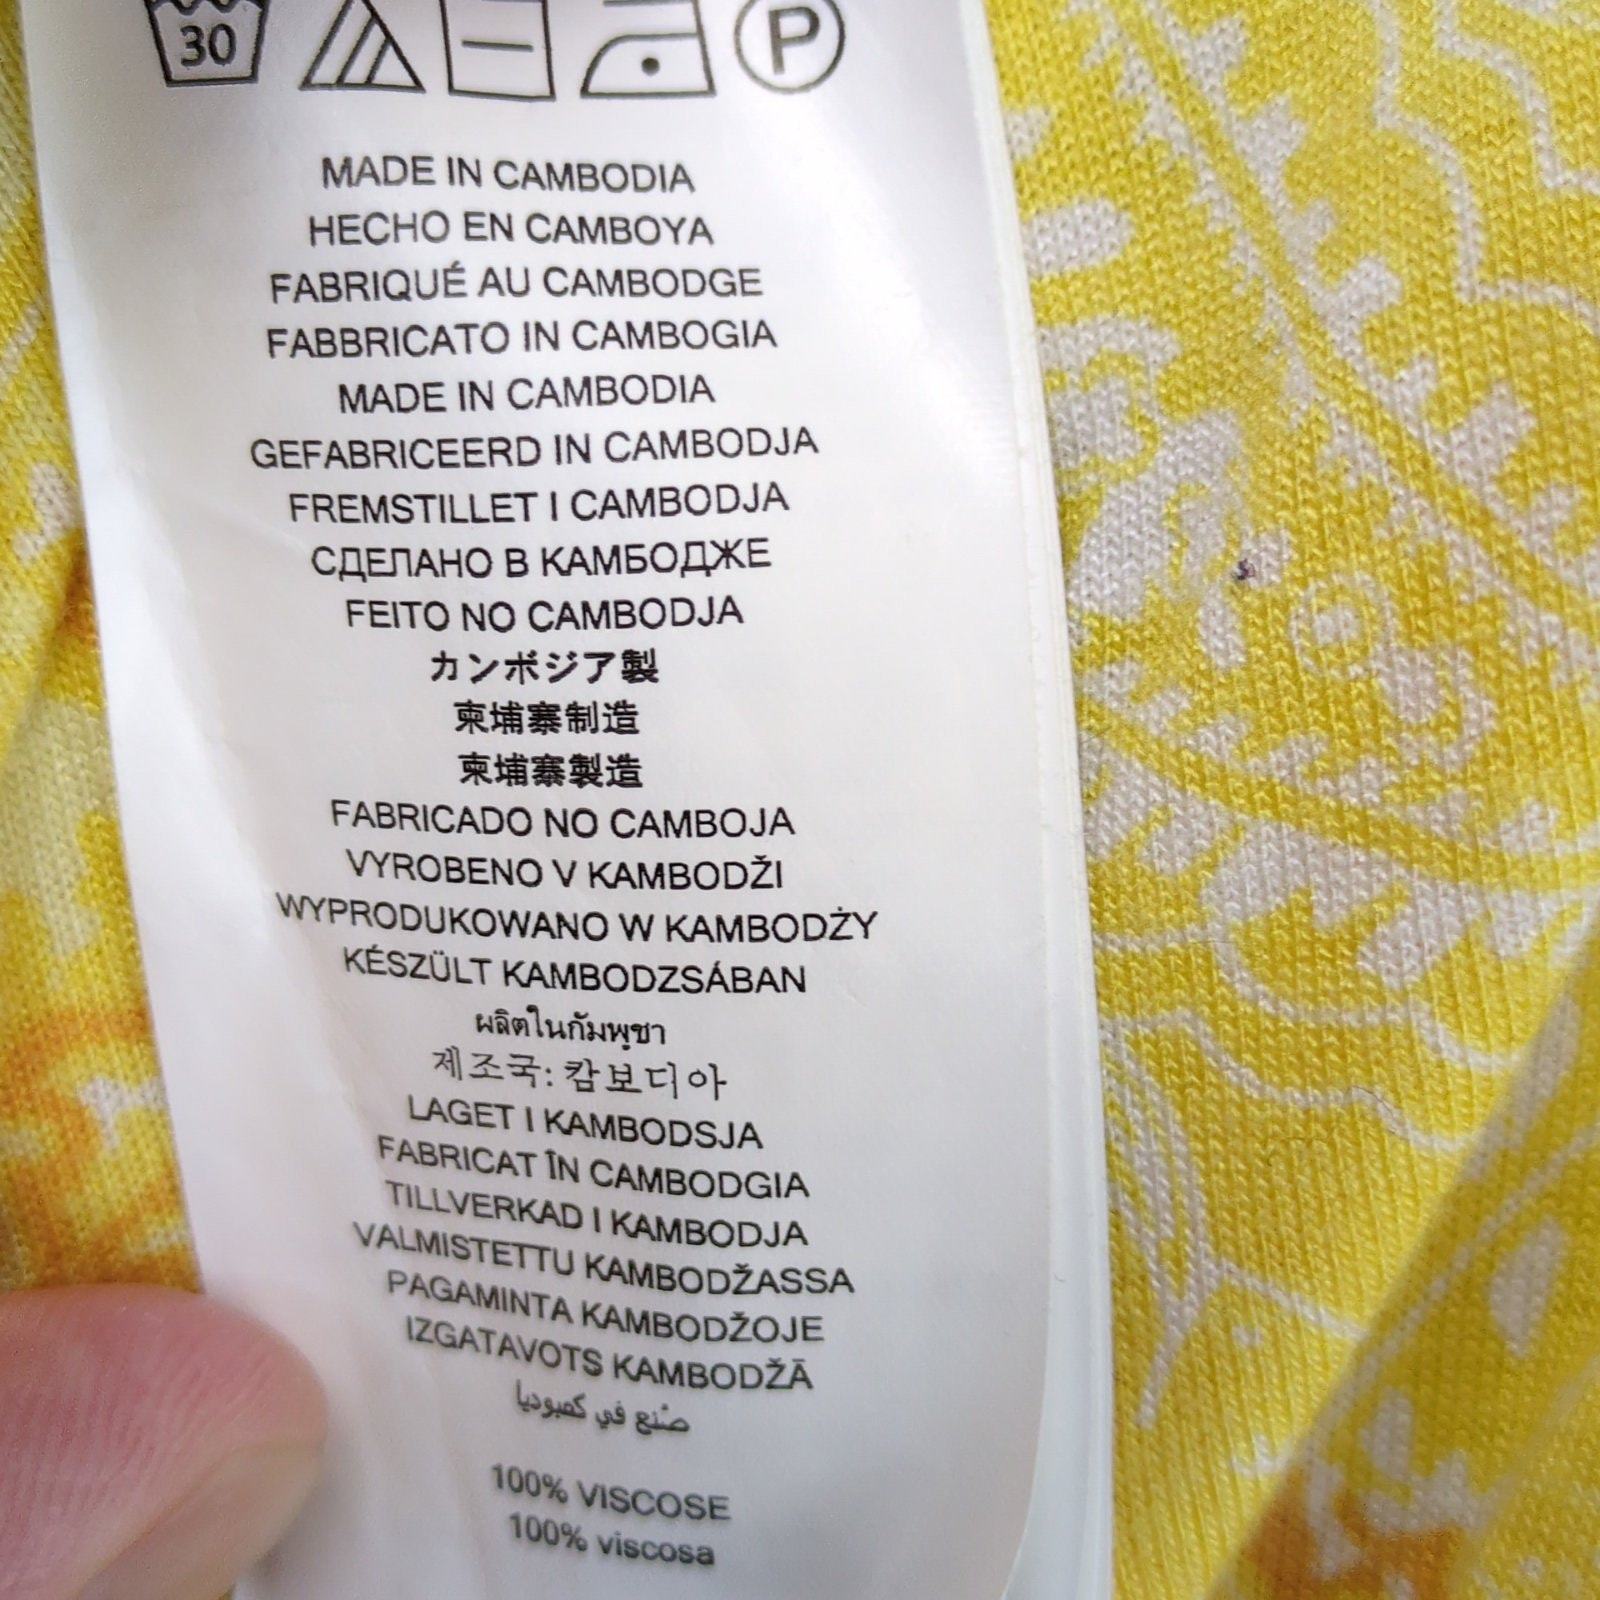 30 P
MADE IN CAMBODIA
HECHO EN CAMBOYA
FABRIQUÉ AU CAMBODGE
FABBRICATO IN CAMBOGIA
MADE IN CAMBODIA
GEFABRICEERD IN CAMBODJA
FREMSTILLET I CAMBODJA
СДЕЛАНО В КАМБОДЖЕ
FEITO NO CAMBODJA
カンボジア製
柬埔寨制造
柬埔寨製造
FABRICADO NO CAMBOJA
VYROBENO V KAMBODŽI
WYPRODUKOWANO W KAMBODŻY
KÉSZÜLT KAMBODZSÁBAN
ผลิตในกัมพูชา
제조국: 캄보디아
LAGET I KAMBODSJA
FABRICAT ÎN CAMBODGIA
TILLVERKAD I KAMBODJA
VALMISTETTU KAMBODŽASSA
PAGAMINTA KAMBODŽOJE
IZGATAVOTS KAMBODŽĀ
صُنع في كمبوديا
100% VISCOSE
100% viscosa